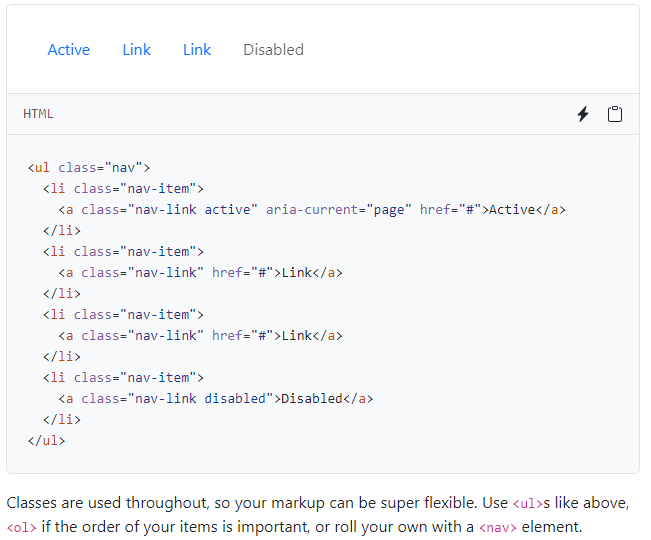 Active Link Link Disabled
HTML
<ul class="nav">
  <li class="nav-item">
    <a class="nav-link active" aria-current="page" href="#">Active</a>
  </li>
  <li class="nav-item">
    <a class="nav-link" href="#">Link</a>
  </li>
  <li class="nav-item">
    <a class="nav-link" href="#">Link</a>
  </li>
  <li class="nav-item">
    <a class="nav-link disabled">Disabled</a>
  </li>
</ul>
Classes are used throughout, so your markup can be super flexible. Use <ul>s like above,
<ol> if the order of your items is important, or roll your own with a <nav> element.